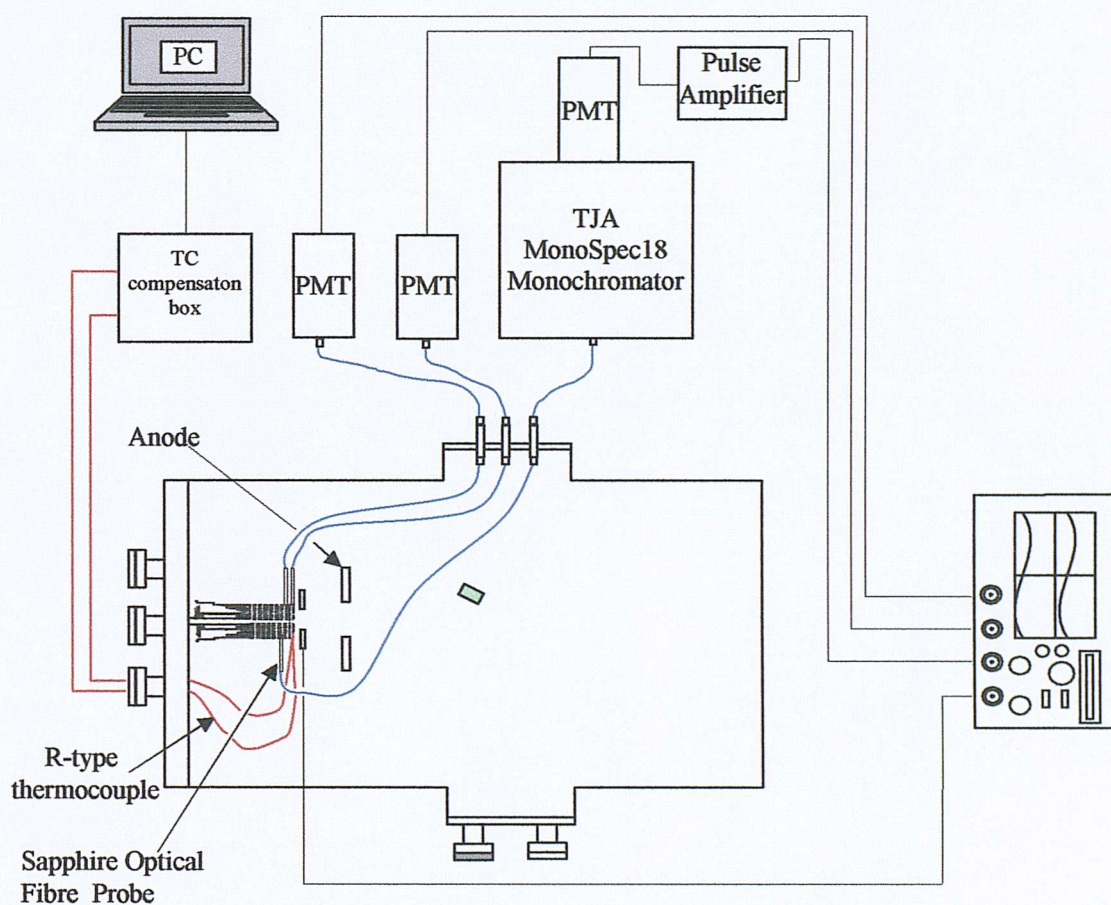 PC
Pulse
Amplifier
PMT
TJA
MonoSpec18
Monochromator
TC
compensaton
box
PMT
PMT
Anode
R-type
thermocouple
Sapphire Optical
Fibre Probe